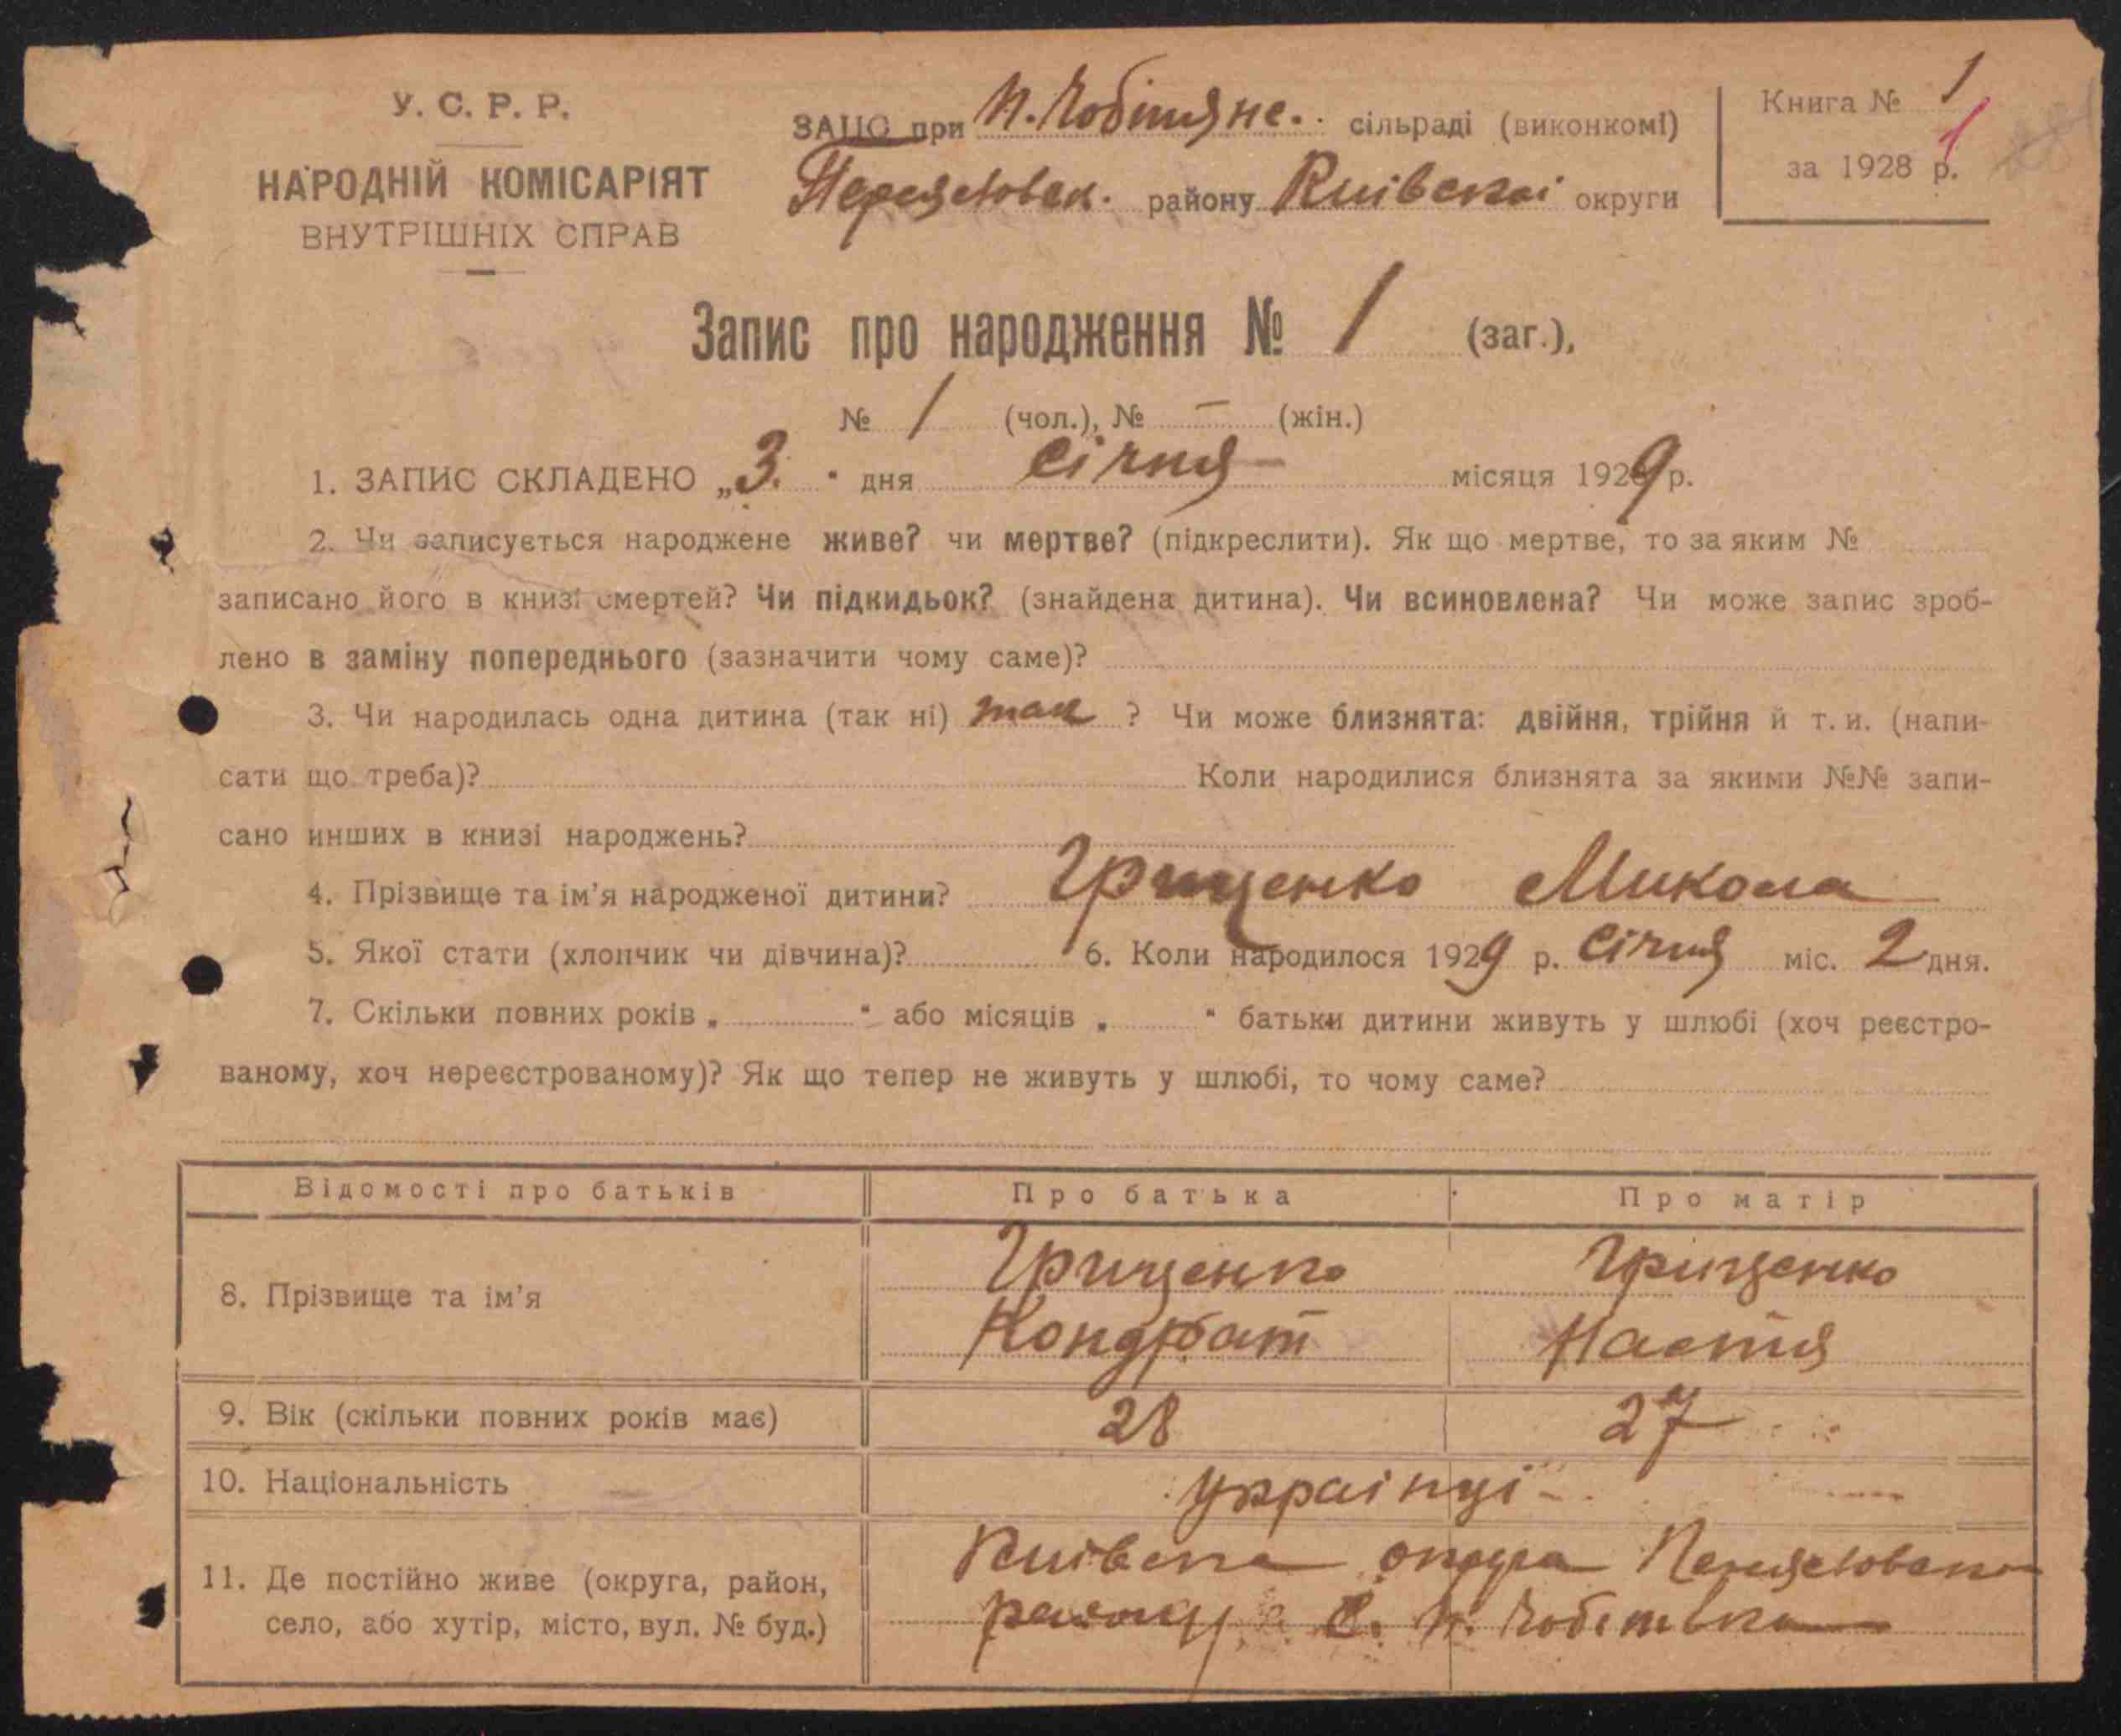 У. С. Р. Р.
НАРОДНІЙ КОМІСАРІЯТ
ВНУТРІШНІХ СПРАВ
ЗАЦС при сільраді (виконкомі)
району Київської округи
Книга № 1
за 1928 р.
Запис про народження № 1 (заг.),
№ 1 (чол.), № — (жін.)
1. ЗАПИС СКЛАДЕНО „3." дня січня місяця 1929 р.
2. Чи записується народжене живе? чи мертве? (підкреслити). Як що мертве, то за яким №
записано його в книзі смертей? Чи підкидьок? (знайдена дитина). Чи всиновлена? Чи може запис зроб-
лено в заміну попереднього (зазначити чому саме)?
3. Чи народилась одна дитина (так ні) так ? Чи може близнята: двійня, трійня й т. и. (напи-
сати що треба)? Коли народилися близнята за якими №№ запи-
сано инших в книзі народжень?
4. Прізвище та ім'я народженої дитини? Грищенко Микола
5. Якої стати (хлопчик чи дівчина)? 6. Коли народилося 1929 р. Січня міс. 2 дня.
7. Скільки повних років „ " або місяців „ " батьки дитини живуть у шлюбі (хоч реєстро-
ваному, хоч нереєстрованому)? Як що тепер не живуть у шлюбі, то чому саме?
Відомості про батьків Про батька Про матір
8. Прізвище та ім'я Грищенко Грищенко
Кондрат Настя
9. Вік (скільки повних років має) 28 27
10. Національність українці
11. Де постійно живе (округа, район,
село, або хутір, місто, вул. № буд.)
Київська округа
району С.